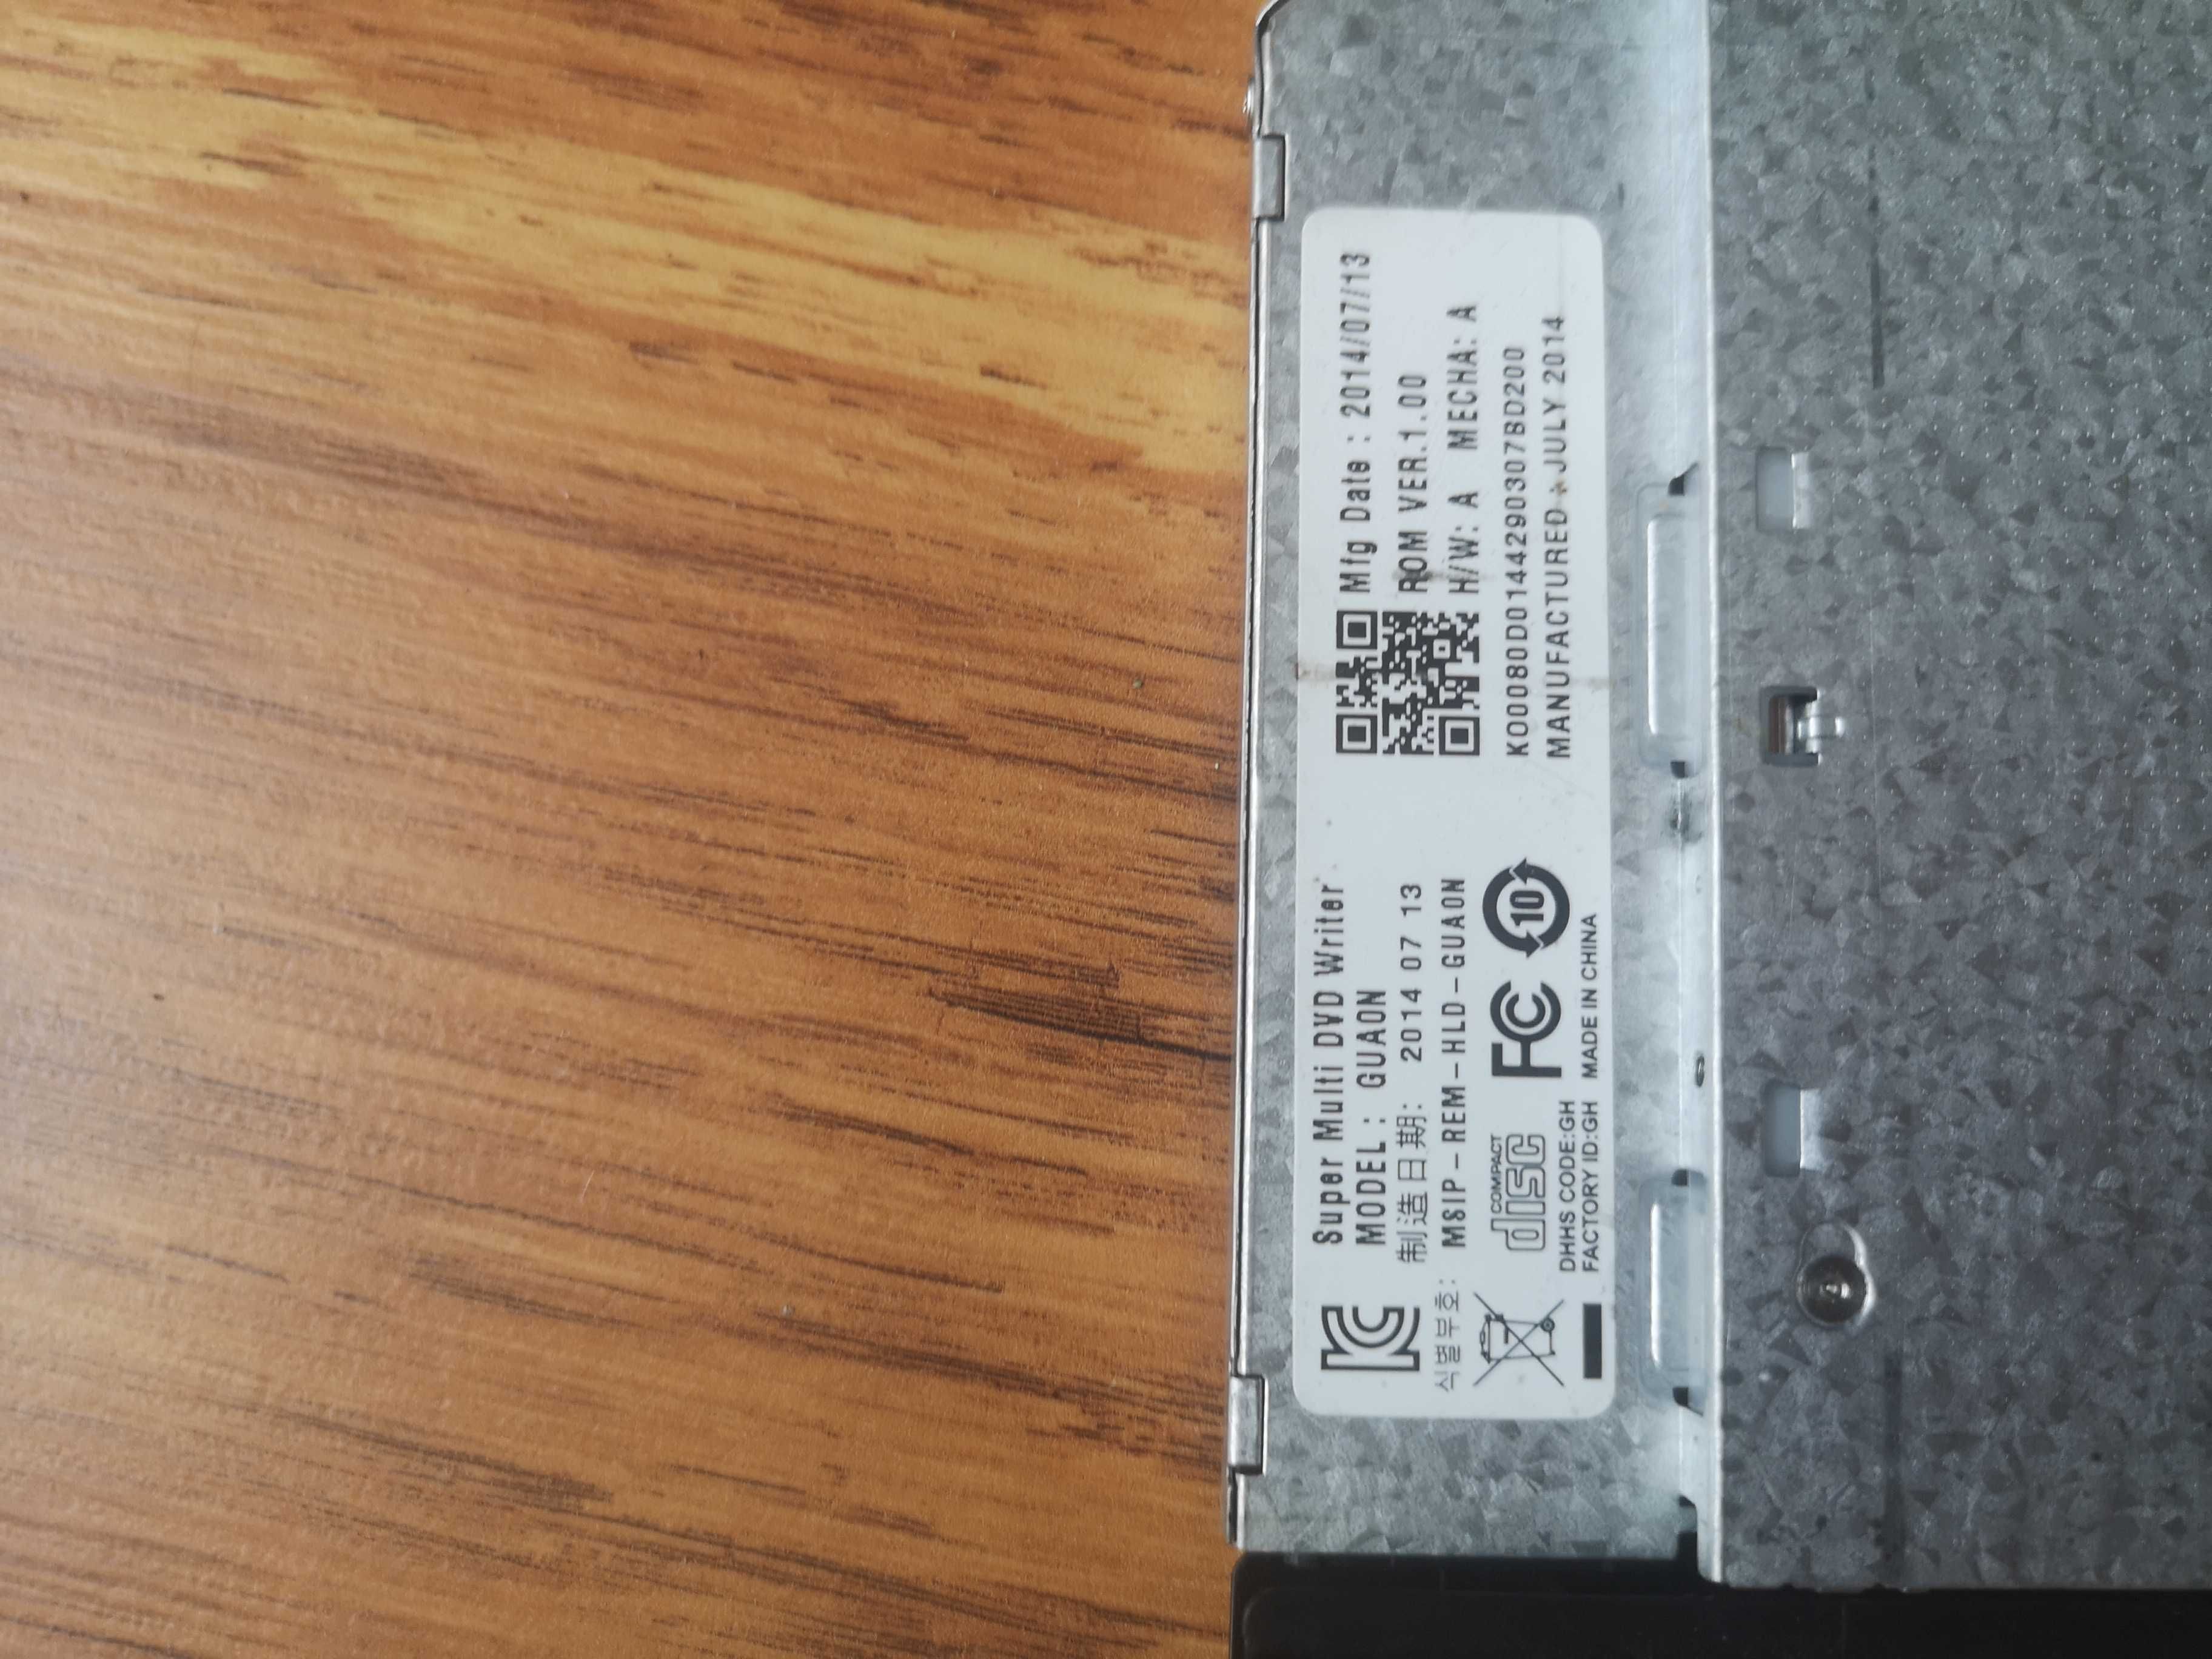 Super Multi DVD Writer
MODEL : GUA0N
制造日期: 2014 07 13
식별부호: MSIP-REM-HLD-GUA0N
COMPACT
disc
FC
10
DHHS CODE:GH
FACTORY ID:GH MADE IN CHINA
Mfg Date : 2014/07/13
ROM VER.1.00
H/W: A MECHA: A
K00080D0144290307BD200
MANUFACTURED : JULY 2014